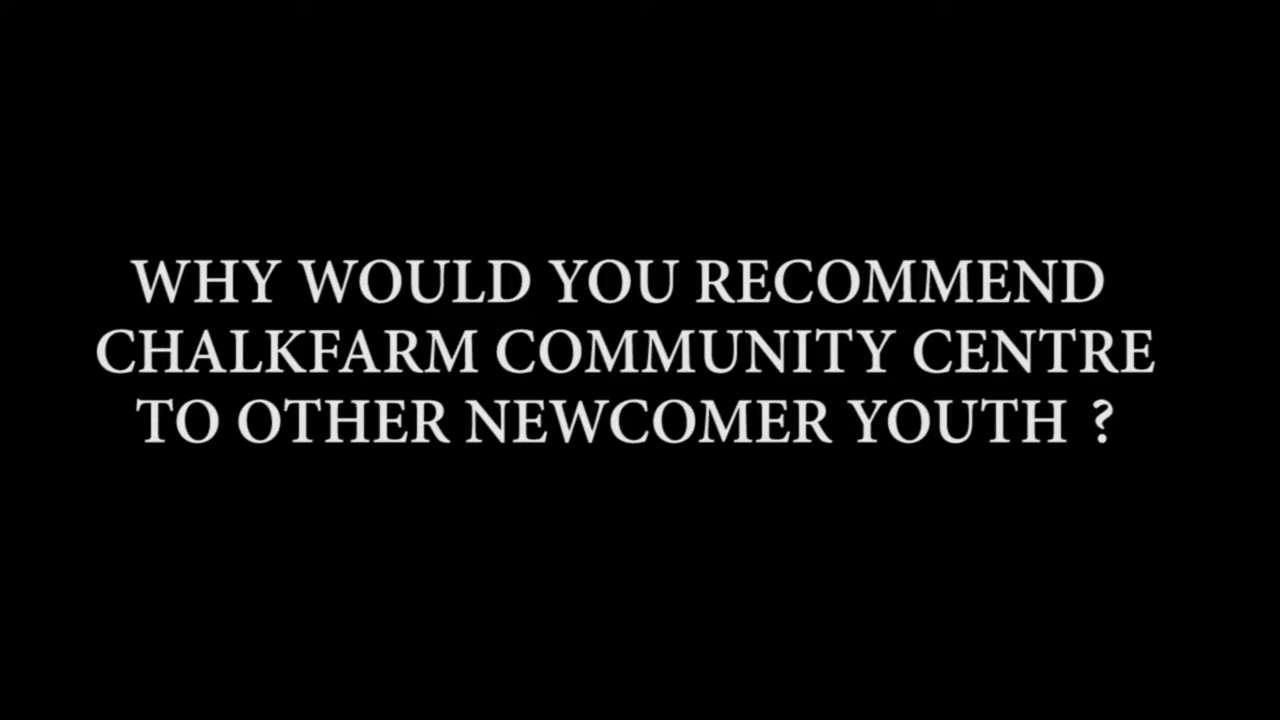 WHY WOULD YOU RECOMMEND
CHALKFARM COMMUNITY CENTRE
TO OTHER NEWCOMER YOUTH ?